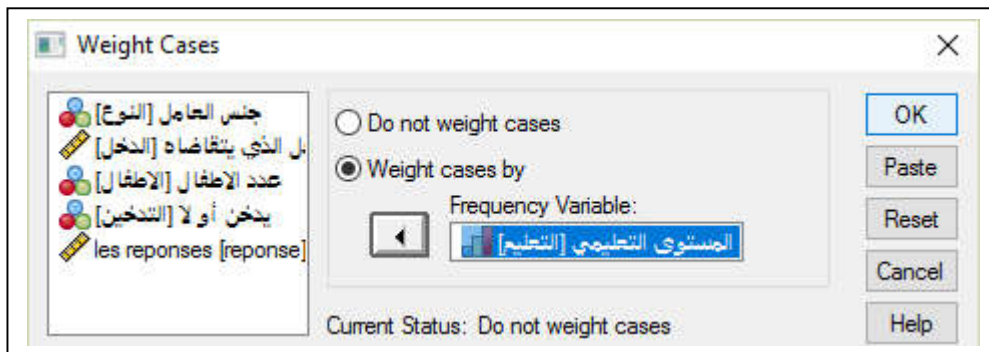 Weight Cases
جنس العامل [النوع]
ـل الذي يتقاضاه [الدخل]
عدد الاطفال [الاطفال]
يدخن أو لا [التدخين]
les reponses [reponse]
Do not weight cases
Weight cases by
Frequency Variable:
المستوى التعليمي [التعليم]
Current Status: Do not weight cases
OK
Paste
Reset
Cancel
Help